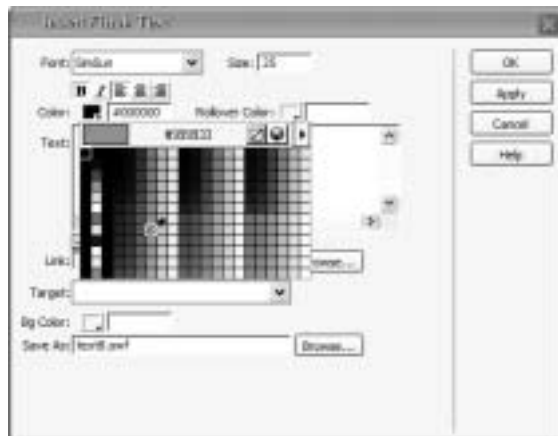 Insert Flash Text
Font: SimSun Size: 25
OK
B I
Apply
Color: #000000 Rollover Color:
Cancel
Text:
Help
Link: Browse...
Target:
Bg Color:
Save As: text8.swf Browse...